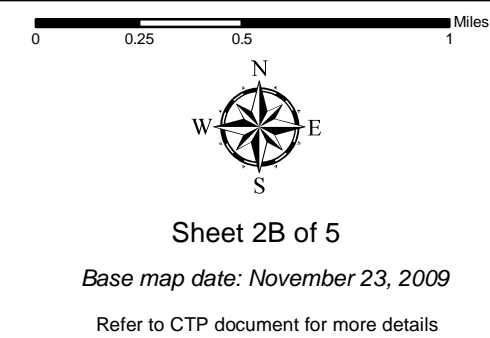 Miles
0 0.25 0.5 1
N
W E
S
Sheet 2B of 5
Base map date: November 23, 2009
Refer to CTP document for more details